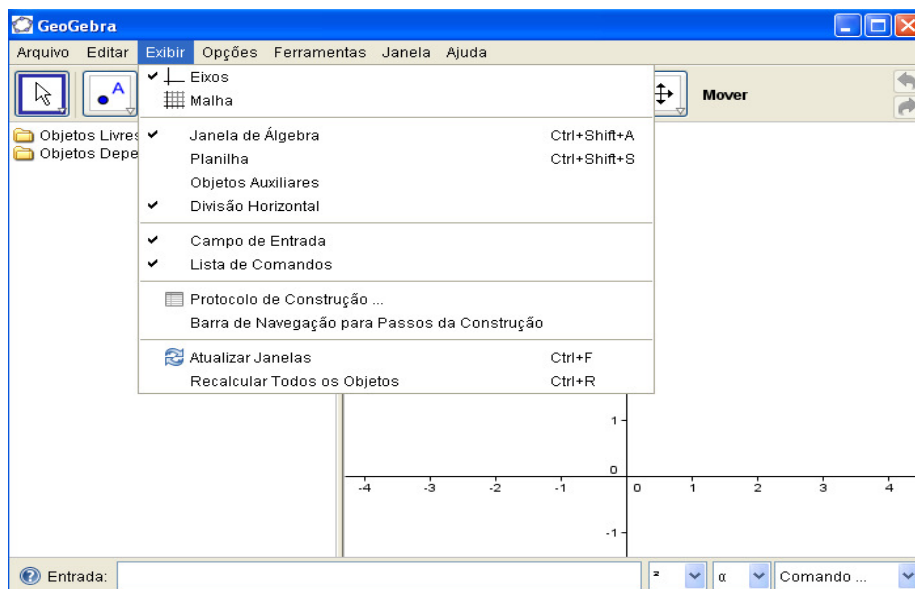 GeoGebra
Arquivo Editar Exibir Opções Ferramentas Janela Ajuda
A
Mover
Eixos
Malha
Objetos Livres
Objetos Depe
Janela de Álgebra Ctrl+Shift+A
Planilha Ctrl+Shift+S
Objetos Auxiliares
Divisão Horizontal
Campo de Entrada
Lista de Comandos
Protocolo de Construção ...
Barra de Navegação para Passos da Construção
Atualizar Janelas Ctrl+F
Recalcular Todos os Objetos Ctrl+R
1
0
-4 -3 -2 -1 0 1 2 3 4
-1
Entrada: ² α Comando ...